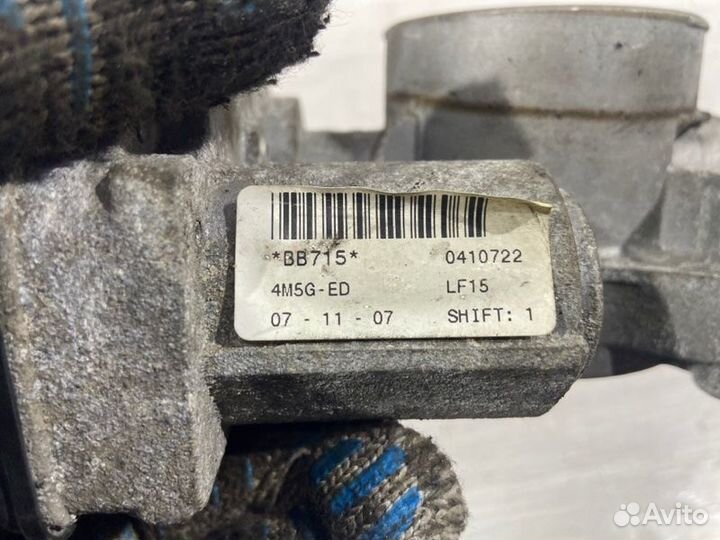 *BB715* 0410722
4M5G-ED LF15
07 - 11 - 07 SHIFT: 1
Avito